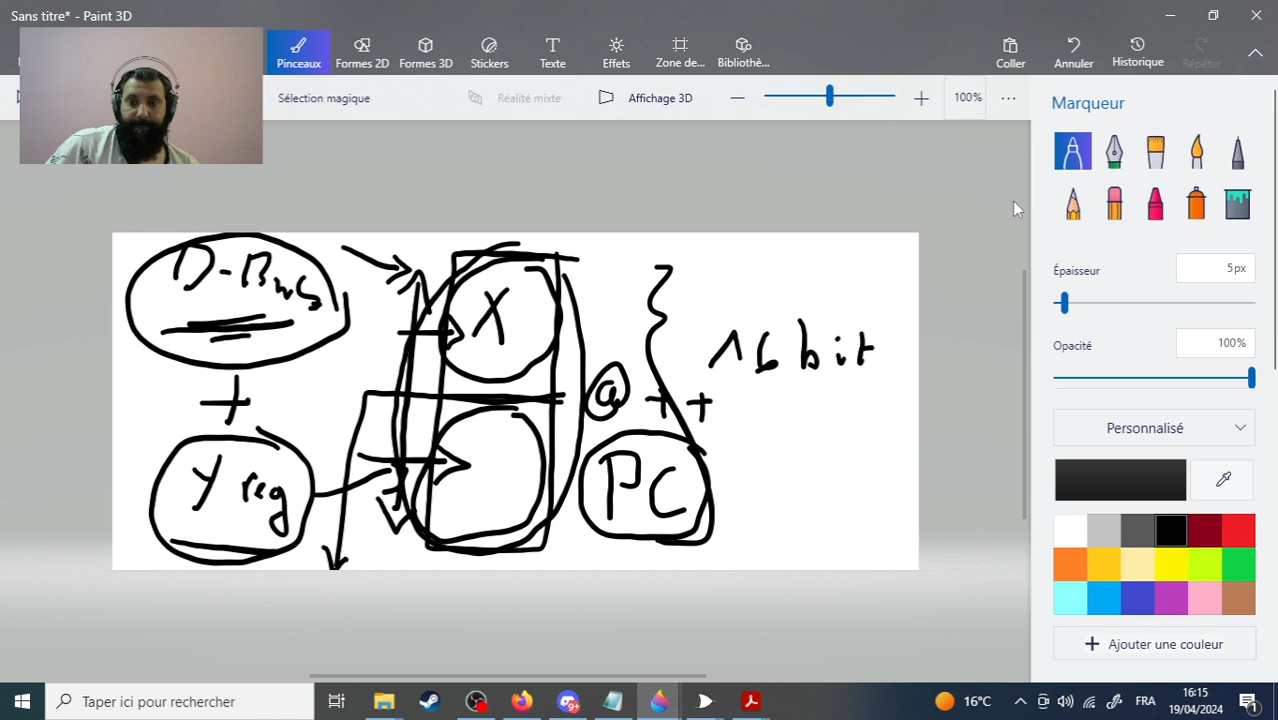 Sans titre* - Paint 3D
Pinceaux
Formes 2D
Formes 3D
Stickers
Texte
Effets
Zone de...
Bibliothè...
Coller
Annuler
Historique
Répéter
Sélection magique
Réalité mixte
Affichage 3D
100%
Marqueur
Épaisseur
5px
Opacité
100%
Personnalisé
Ajouter une couleur
D-Bus
X
16 bit
+
@ ++
Y reg
PC
Taper ici pour rechercher
9+
16°C
FRA
16:15
19/04/2024
1